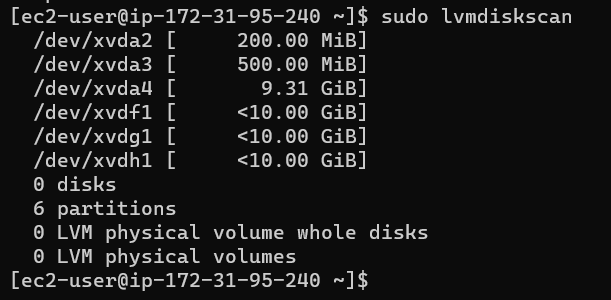 [ec2-user@ip-172-31-95-240 ~]$ sudo lvmdiskscan
  /dev/xvda2 [     200.00 MiB]
  /dev/xvda3 [     500.00 MiB]
  /dev/xvda4 [       9.31 GiB]
  /dev/xvdf1 [     <10.00 GiB]
  /dev/xvdg1 [     <10.00 GiB]
  /dev/xvdh1 [     <10.00 GiB]
  0 disks
  6 partitions
  0 LVM physical volume whole disks
  0 LVM physical volumes
[ec2-user@ip-172-31-95-240 ~]$